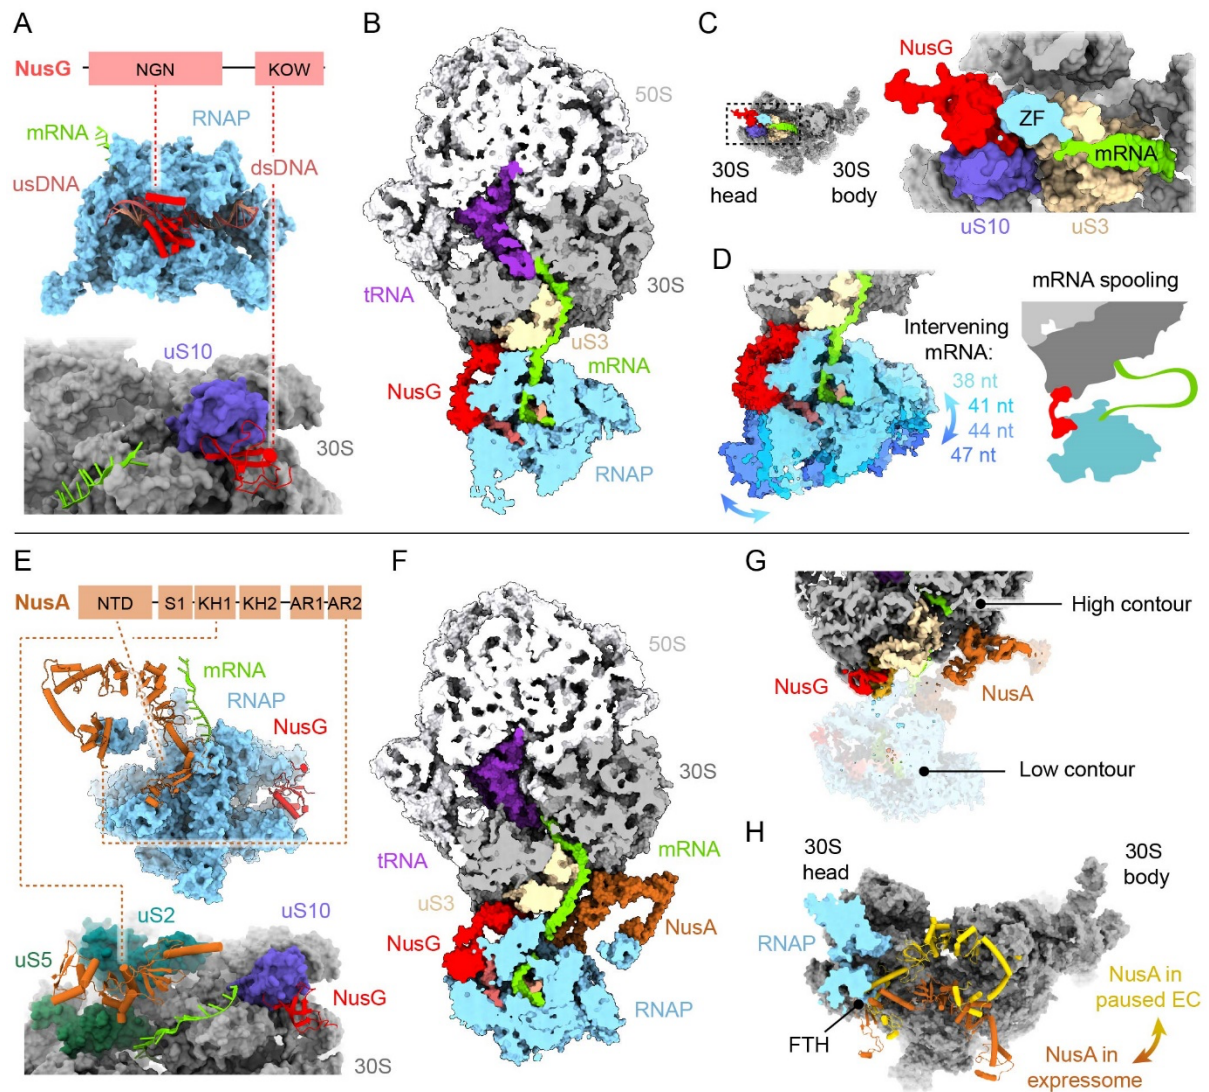 A
NusG
NGN
KOW
mRNA
RNAP
usDNA
dsDNA
uS10
30S
B
50S
tRNA
30S
uS3
mRNA
NusG
RNAP
C
30S
head
30S
body
NusG
ZF
mRNA
uS10
uS3
D
Intervening
mRNA:
38 nt
41 nt
44 nt
47 nt
mRNA spooling
E
NusA
NTD
S1
KH1
KH2
AR1
AR2
mRNA
RNAP
NusG
uS2
uS10
uS5
NusG
30S
F
50S
30S
tRNA
mRNA
uS3
NusG
NusA
RNAP
G
High contour
NusG
NusA
Low contour
H
30S
head
30S
body
RNAP
NusA in
paused EC
FTH
NusA in
expressome